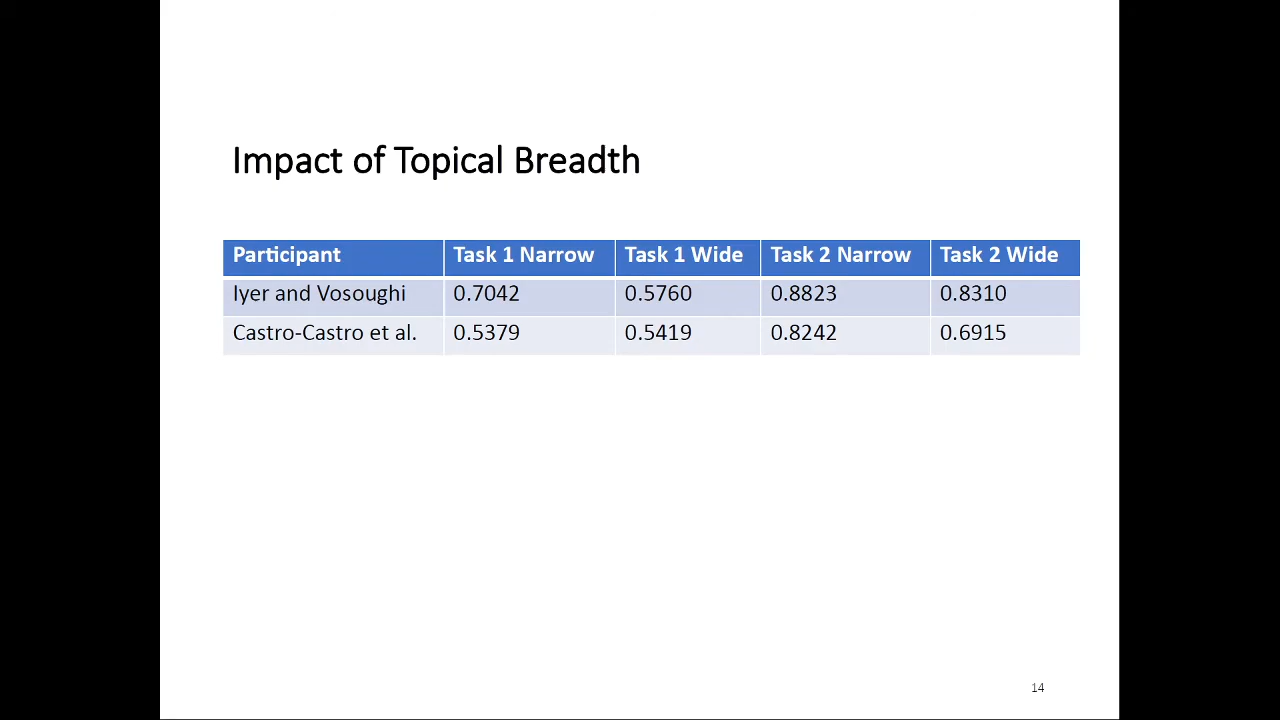 Impact of Topical Breadth
Participant Task 1 Narrow Task 1 Wide Task 2 Narrow Task 2 Wide
Iyer and Vosoughi 0.7042 0.5760 0.8823 0.8310
Castro-Castro et al. 0.5379 0.5419 0.8242 0.6915
14